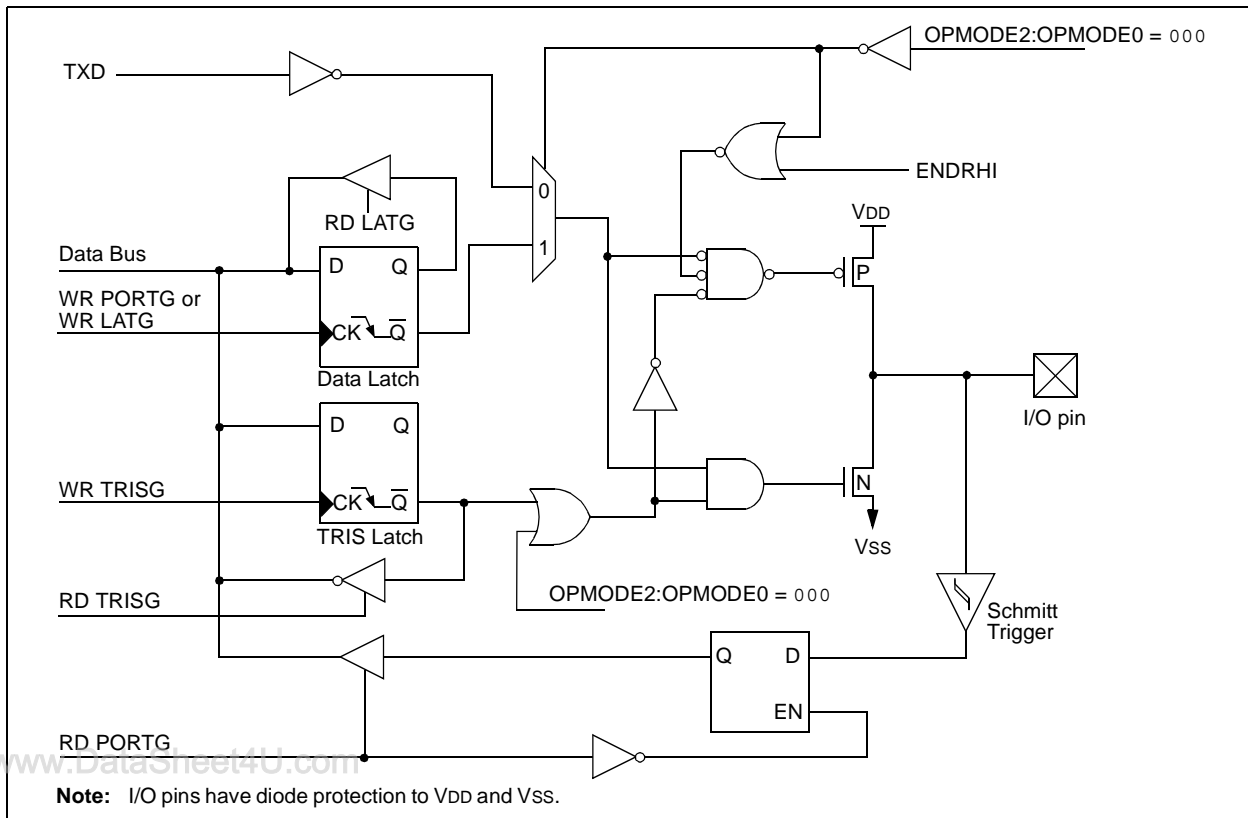 OPMODE2:OPMODE0 = 000
TXD
0
ENDRHI
RD LATG
VDD
1
Data Bus
D Q
P
WR PORTG or
WR LATG
CK Q
Data Latch
I/O pin
D Q
WR TRISG
CK Q
N
TRIS Latch
VSS
OPMODE2:OPMODE0 = 000
RD TRISG
Schmitt
Trigger
Q D
EN
RD PORTG
www.DataSheet4U.com
Note: I/O pins have diode protection to VDD and VSS.